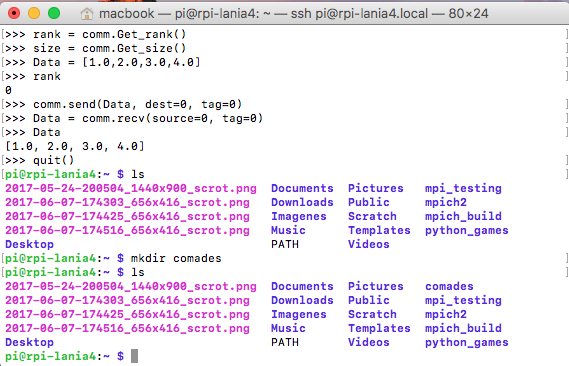 macbook — pi@rpi-lania4: ~ — ssh pi@rpi-lania4.local — 80×24
[>>> rank = comm.Get_rank()
[>>> size = comm.Get_size()
[>>> Data = [1.0,2.0,3.0,4.0]
[>>> rank
0
[>>> comm.send(Data, dest=0, tag=0)
[>>> Data = comm.recv(source=0, tag=0)
[>>> Data
[1.0, 2.0, 3.0, 4.0]
[>>> quit()
[pi@rpi-lania4:~ $ ls
2017-05-24-200504_1440x900_scrot.png Documents Pictures mpi_testing
2017-06-07-174303_656x416_scrot.png Downloads Public mpich2
2017-06-07-174425_656x416_scrot.png Imagenes Scratch mpich_build
2017-06-07-174516_656x416_scrot.png Music Templates python_games
Desktop PATH Videos
[pi@rpi-lania4:~ $ mkdir comades
[pi@rpi-lania4:~ $ ls
2017-05-24-200504_1440x900_scrot.png Documents Pictures comades
2017-06-07-174303_656x416_scrot.png Downloads Public mpi_testing
2017-06-07-174425_656x416_scrot.png Imagenes Scratch mpich2
2017-06-07-174516_656x416_scrot.png Music Templates mpich_build
Desktop PATH Videos python_games
pi@rpi-lania4:~ $